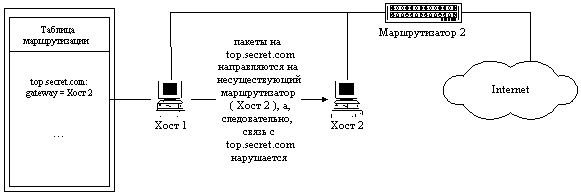 Таблица
маршрутизации
top.secret.com:
gateway = Хост 2
...
Хост 1
пакеты на
top.secret.com
направляются на
несуществующий
маршрутизатор
( Хост 2 ), а,
следовательно,
связь с
top.secret.com
нарушается
Хост 2
Маршрутизатор 2
Internet